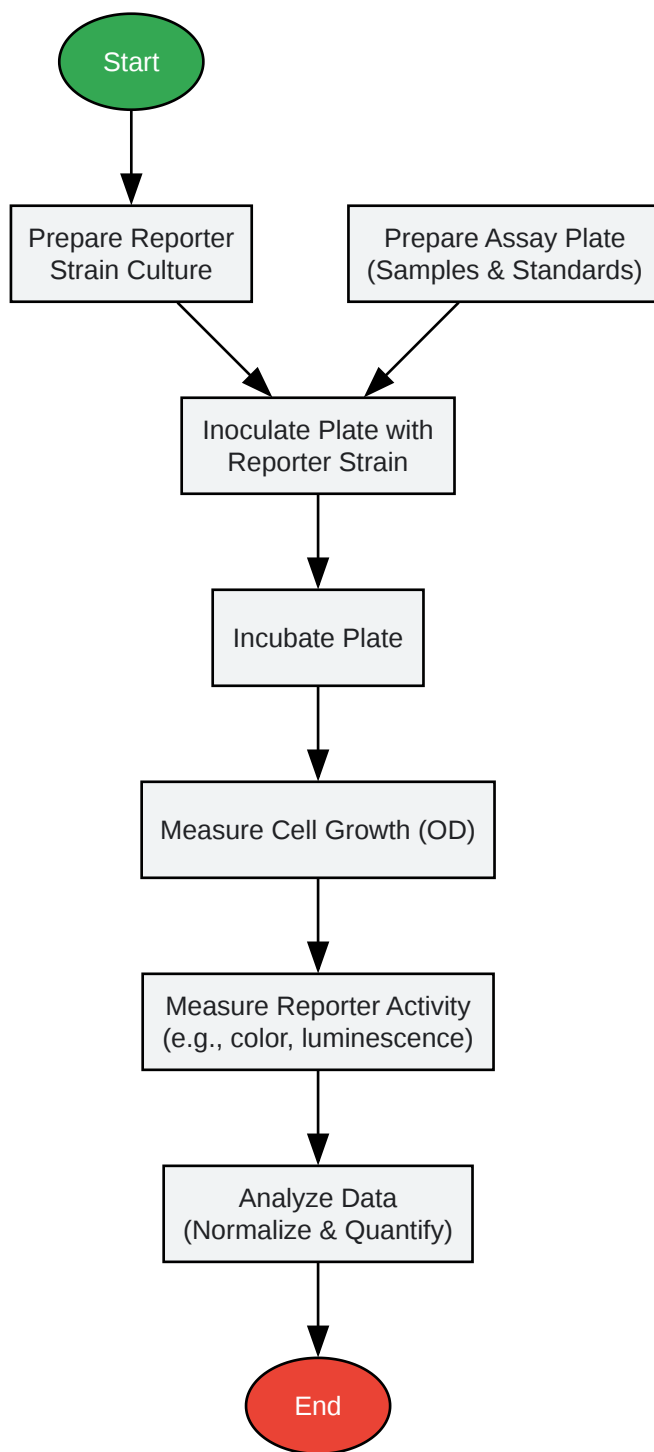 Start
Prepare Reporter
Strain Culture
Prepare Assay Plate
(Samples & Standards)
Inoculate Plate with
Reporter Strain
Incubate Plate
Measure Cell Growth (OD)
Measure Reporter Activity
(e.g., color, luminescence)
Analyze Data
(Normalize & Quantify)
End